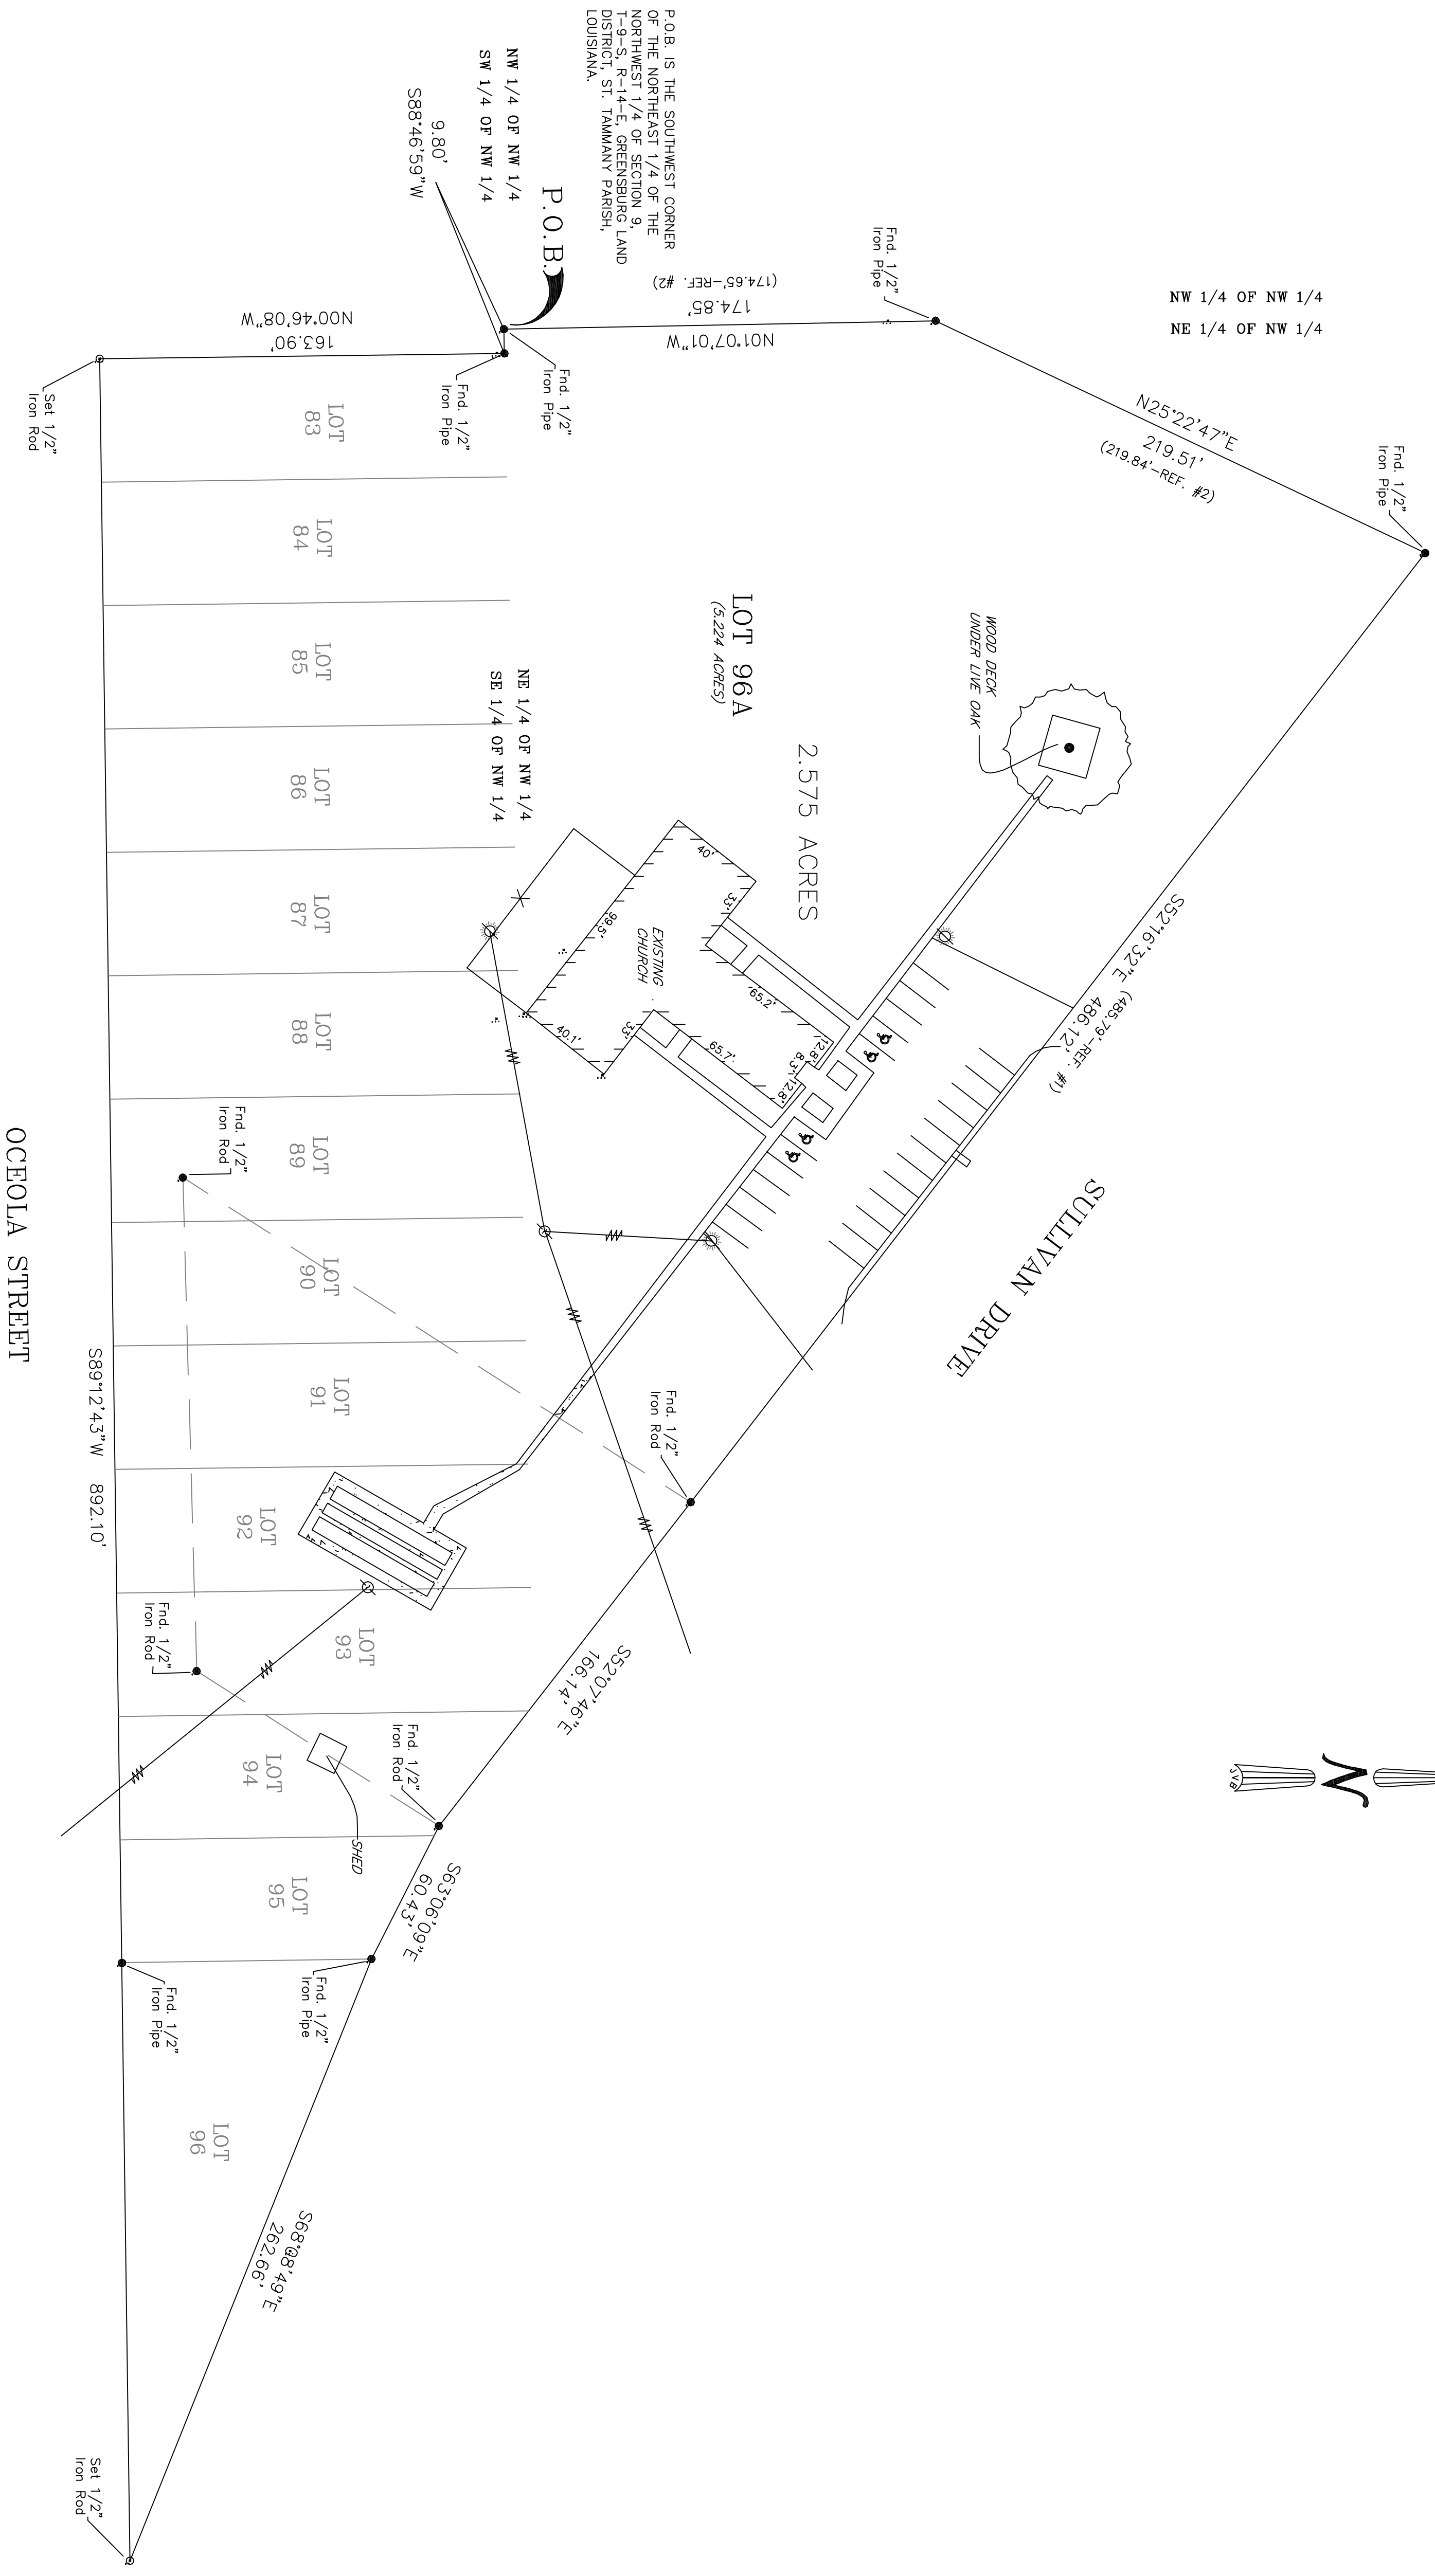 P.O.B. IS THE SOUTHWEST CORNER
OF THE NORTHEAST 1/4 OF THE
NORTHWEST 1/4 OF SECTION 9,
T-9-S, R-14-E, GREENSBURG LAND
DISTRICT, ST. TAMMANY PARISH,
LOUISIANA.
NW 1/4 OF NW 1/4
SW 1/4 OF NW 1/4
9.80'
S88°46'59"W
P.O.B.
NW 1/4 OF NW 1/4
NE 1/4 OF NW 1/4
Fnd. 1/2"
Iron Pipe
(174.65'-REF. #2)
174.85'
N01°07'01"W
N25°22'47"E
219.51'
(219.84'-REF. #2)
Fnd. 1/2"
Iron Pipe
Fnd. 1/2"
Iron Pipe
Fnd. 1/2"
Iron Pipe
163.90'
N00°46'08"W
Set 1/2"
Iron Rod
WOOD DECK
UNDER LIVE OAK
LOT 96A
(5.224 ACRES)
2.575 ACRES
NE 1/4 OF NW 1/4
SE 1/4 OF NW 1/4
S52°16'32"E (485.79'-REF. #1)
486.12'
SULLIVAN DRIVE
40'
33'
99.5'
EXISTING
CHURCH
65.2'
12.8'
8.3'
12.8'
65.7'
33'
40.1'
LOT
83
LOT
84
LOT
85
LOT
86
LOT
87
LOT
88
LOT
89
LOT
90
LOT
91
LOT
92
LOT
93
LOT
94
LOT
95
LOT
96
Fnd. 1/2"
Iron Rod
Fnd. 1/2"
Iron Rod
Fnd. 1/2"
Iron Rod
Fnd. 1/2"
Iron Rod
S52°07'46"E
166.14'
SHED
S63°06'09"E
60.43'
Fnd. 1/2"
Iron Pipe
Fnd. 1/2"
Iron Pipe
S68°08'49"E
262.66'
Set 1/2"
Iron Rod
S89°12'43"W 892.10'
OCEOLA STREET
N
JVB